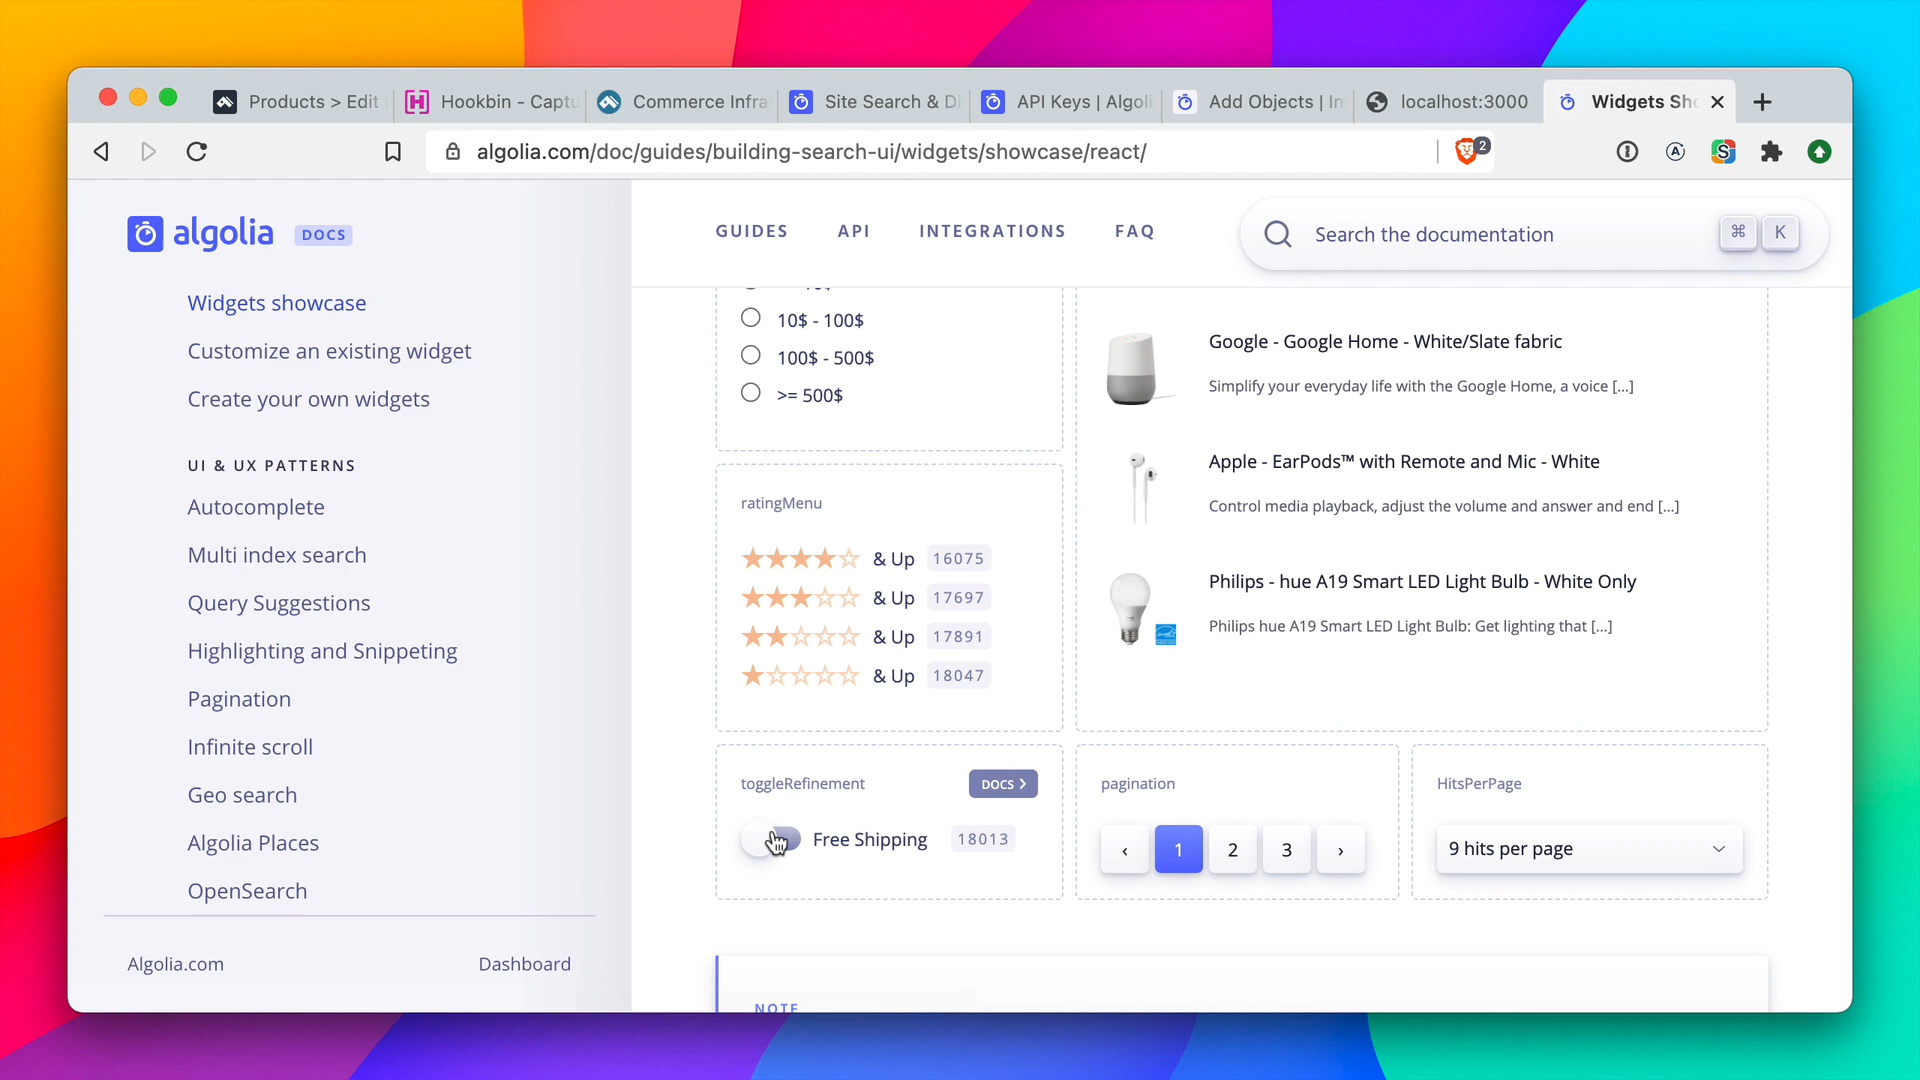 Products > Edit
Hookbin - Captu
Commerce Infra
Site Search & Di
API Keys | Algoli
Add Objects | In
localhost:3000
Widgets Sh
algolia.com/doc/guides/building-search-ui/widgets/showcase/react/
2
algolia DOCS
GUIDES
API
INTEGRATIONS
FAQ
Search the documentation
⌘ K
Widgets showcase
Customize an existing widget
Create your own widgets
UI & UX PATTERNS
Autocomplete
Multi index search
Query Suggestions
Highlighting and Snippeting
Pagination
Infinite scroll
Geo search
Algolia Places
OpenSearch
Algolia.com
Dashboard
10$ - 100$
100$ - 500$
>= 500$
ratingMenu
& Up 16075
& Up 17697
& Up 17891
& Up 18047
Google - Google Home - White/Slate fabric
Simplify your everyday life with the Google Home, a voice [...]
Apple - EarPods™ with Remote and Mic - White
Control media playback, adjust the volume and answer and end [...]
Philips - hue A19 Smart LED Light Bulb - White Only
Philips hue A19 Smart LED Light Bulb: Get lighting that [...]
toggleRefinement
DOCS >
Free Shipping 18013
pagination
‹ 1 2 3 ›
HitsPerPage
9 hits per page
NOTE